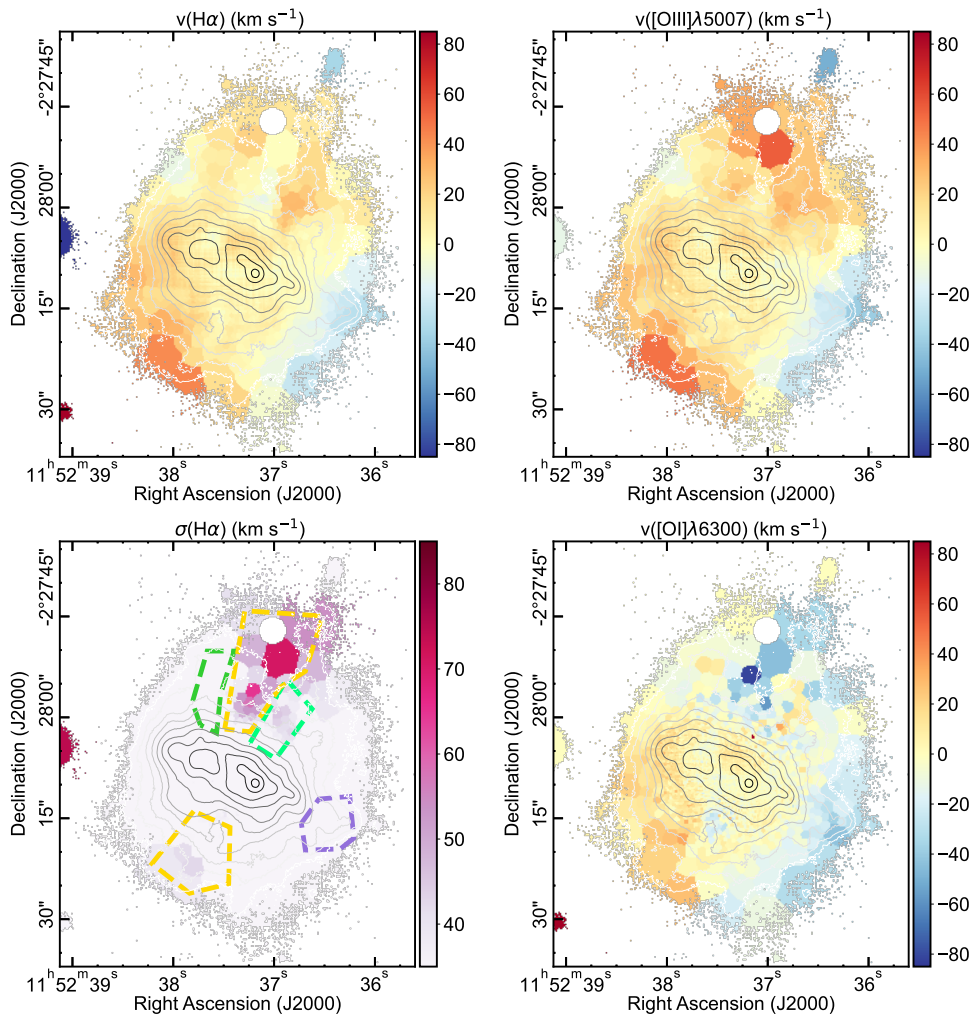 v(Hα) (km s⁻¹)
v([OIII]λ5007) (km s⁻¹)
Declination (J2000)
-2°27'45"
28'00"
15"
30"
11ʰ52ᵐ39ˢ
38ˢ
37ˢ
36ˢ
Right Ascension (J2000)
80
60
40
20
0
−20
−40
−60
−80
Declination (J2000)
-2°27'45"
28'00"
15"
30"
11ʰ52ᵐ39ˢ
38ˢ
37ˢ
36ˢ
Right Ascension (J2000)
80
60
40
20
0
−20
−40
−60
−80
σ(Hα) (km s⁻¹)
v([OI]λ6300) (km s⁻¹)
Declination (J2000)
-2°27'45"
28'00"
15"
30"
11ʰ52ᵐ39ˢ
38ˢ
37ˢ
36ˢ
Right Ascension (J2000)
80
70
60
50
40
Declination (J2000)
-2°27'45"
28'00"
15"
30"
11ʰ52ᵐ39ˢ
38ˢ
37ˢ
36ˢ
Right Ascension (J2000)
80
60
40
20
0
−20
−40
−60
−80